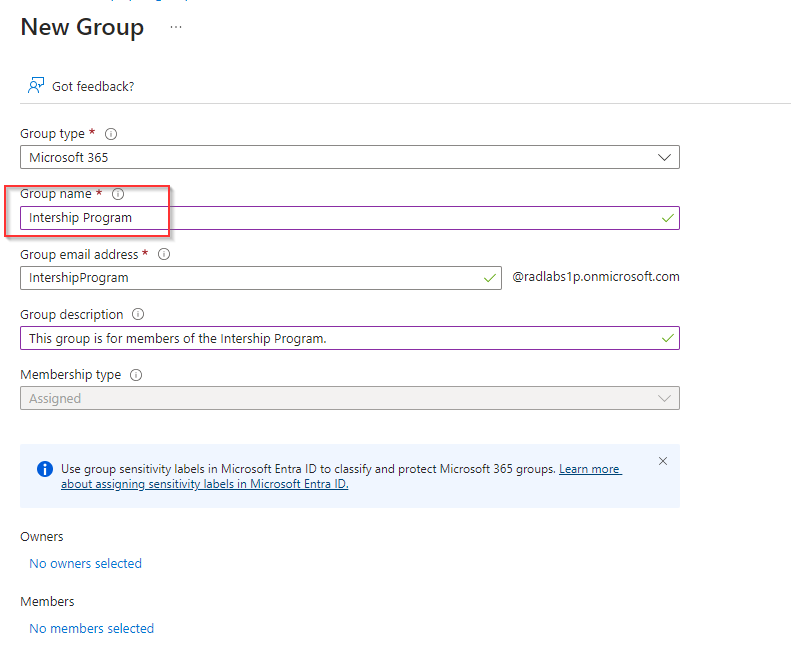 New Group ...
Got feedback?
Group type *
Microsoft 365
Group name *
Intership Program
Group email address *
IntershipProgram
@radlabs1p.onmicrosoft.com
Group description
This group is for members of the Intership Program.
Membership type
Assigned
Use group sensitivity labels in Microsoft Entra ID to classify and protect Microsoft 365 groups. Learn more
about assigning sensitivity labels in Microsoft Entra ID.
Owners
No owners selected
Members
No members selected